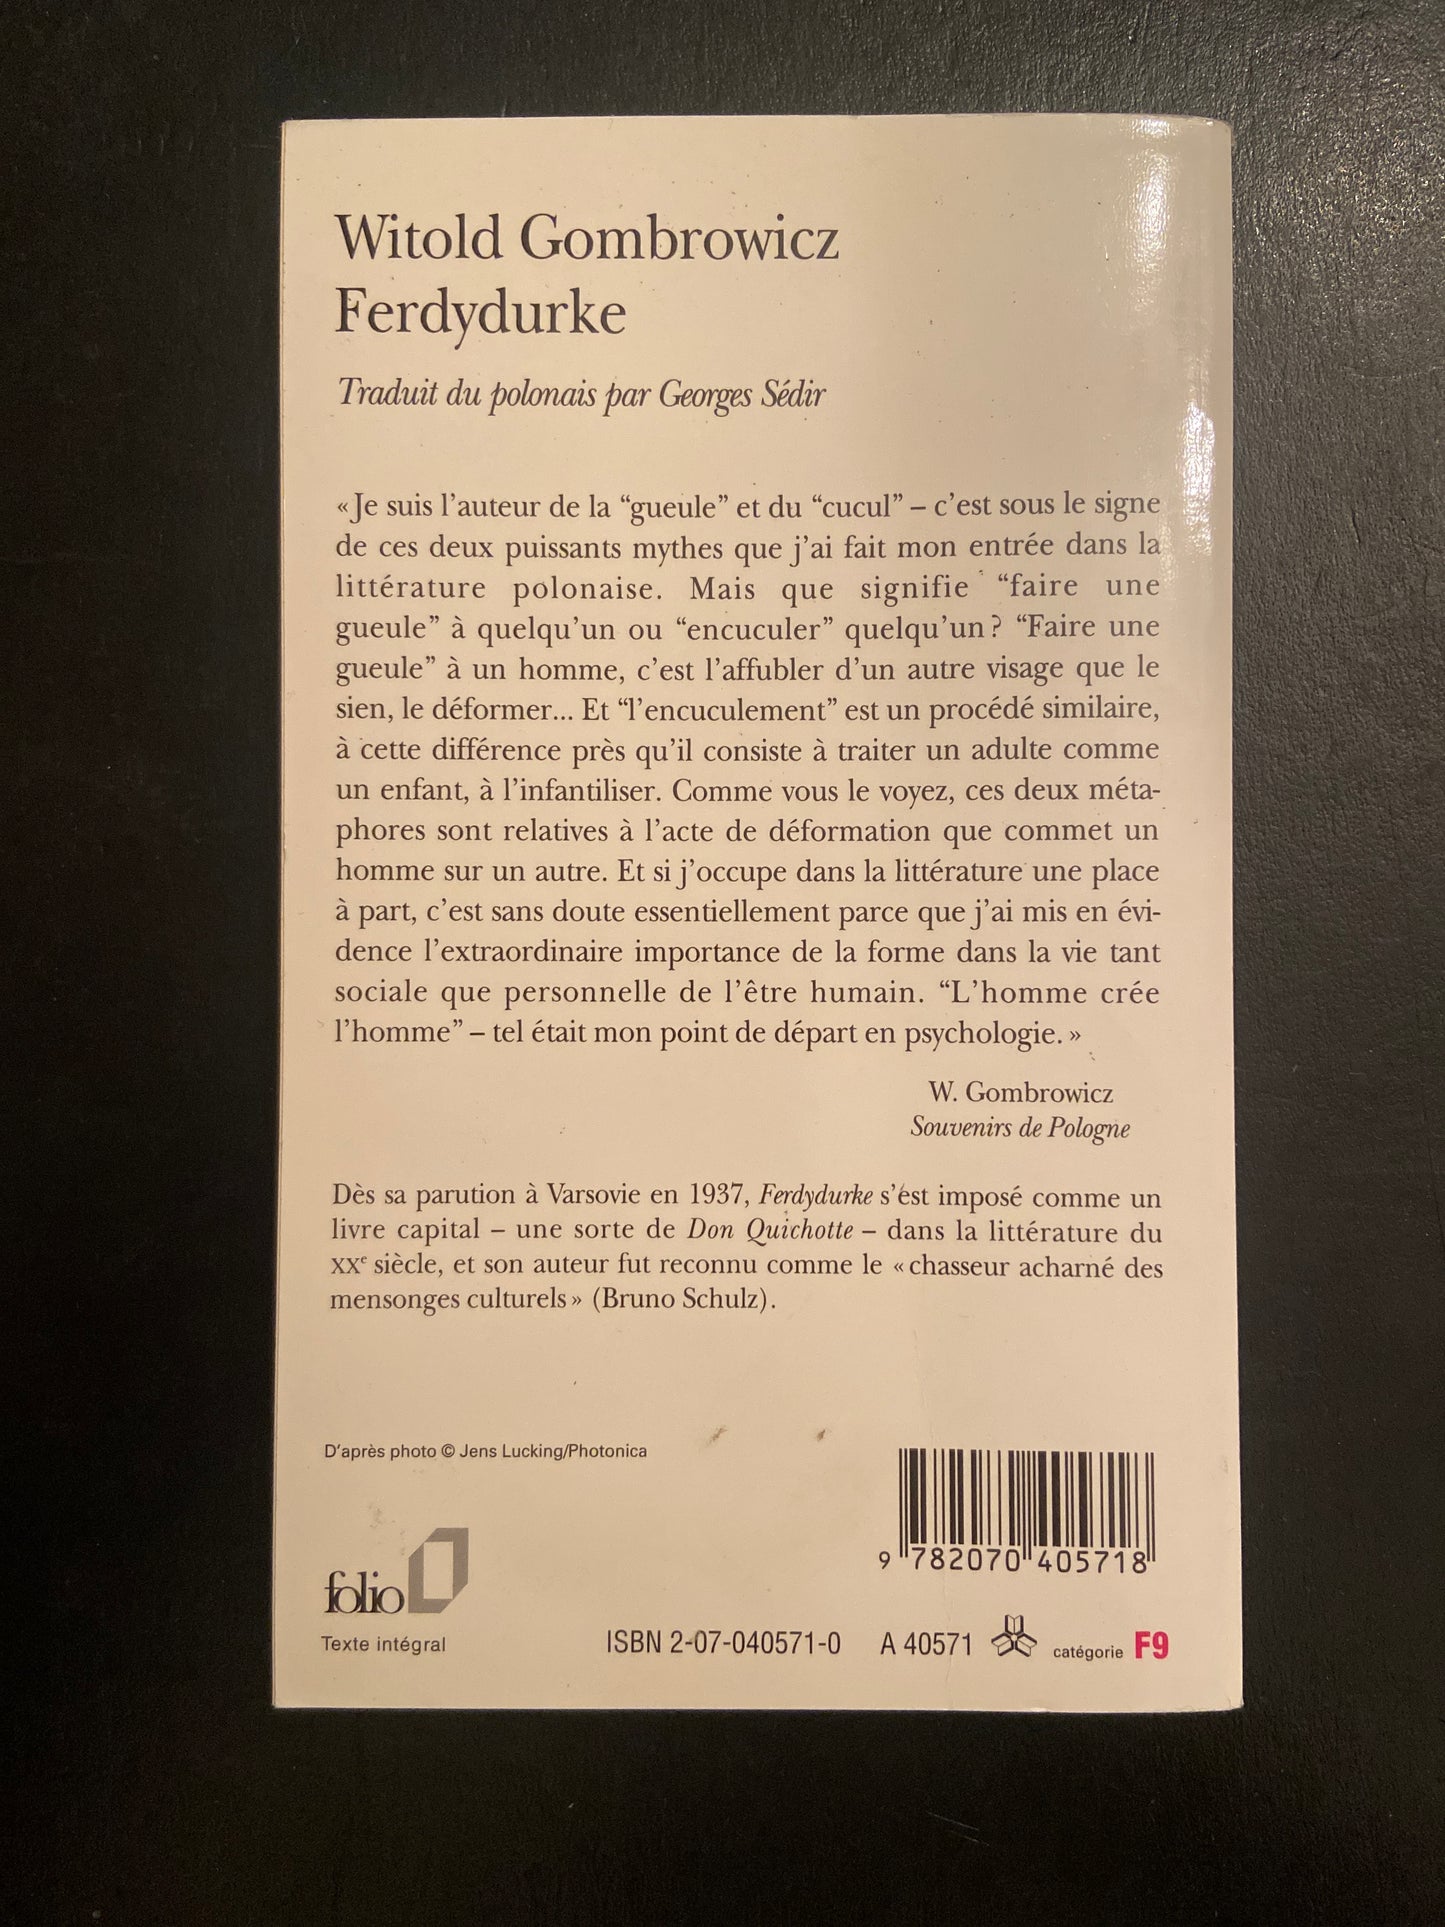 Witold Gombrowicz
Ferdydurke
Traduit du polonais par Georges Sédir
« Je suis l’auteur de la “gueule” et du “cucul” – c’est sous le signe
de ces deux puissants mythes que j’ai fait mon entrée dans la
littérature polonaise. Mais que signifie “faire une
gueule” à quelqu’un ou “encuculer” quelqu’un ? “Faire une
gueule” à un homme, c’est l’affubler d’un autre visage que le
sien, le déformer... Et “l’encuculement” est un procédé similaire,
à cette différence près qu’il consiste à traiter un adulte comme
un enfant, à l’infantiliser. Comme vous le voyez, ces deux méta-
phores sont relatives à l’acte de déformation que commet un
homme sur un autre. Et si j’occupe dans la littérature une place
à part, c’est sans doute essentiellement parce que j’ai mis en évi-
dence l’extraordinaire importance de la forme dans la vie tant
sociale que personnelle de l’être humain. “L’homme crée
l’homme” – tel était mon point de départ en psychologie. »
W. Gombrowicz
Souvenirs de Pologne
Dès sa parution à Varsovie en 1937, Ferdydurke s’est imposé comme un
livre capital – une sorte de Don Quichotte – dans la littérature du
XXe siècle, et son auteur fut reconnu comme le « chasseur acharné des
mensonges culturels » (Bruno Schulz).
D’après photo © Jens Lucking/Photonica
9 782070 405718
folio
Texte intégral
ISBN 2-07-040571-0 A 40571 catégorie F9